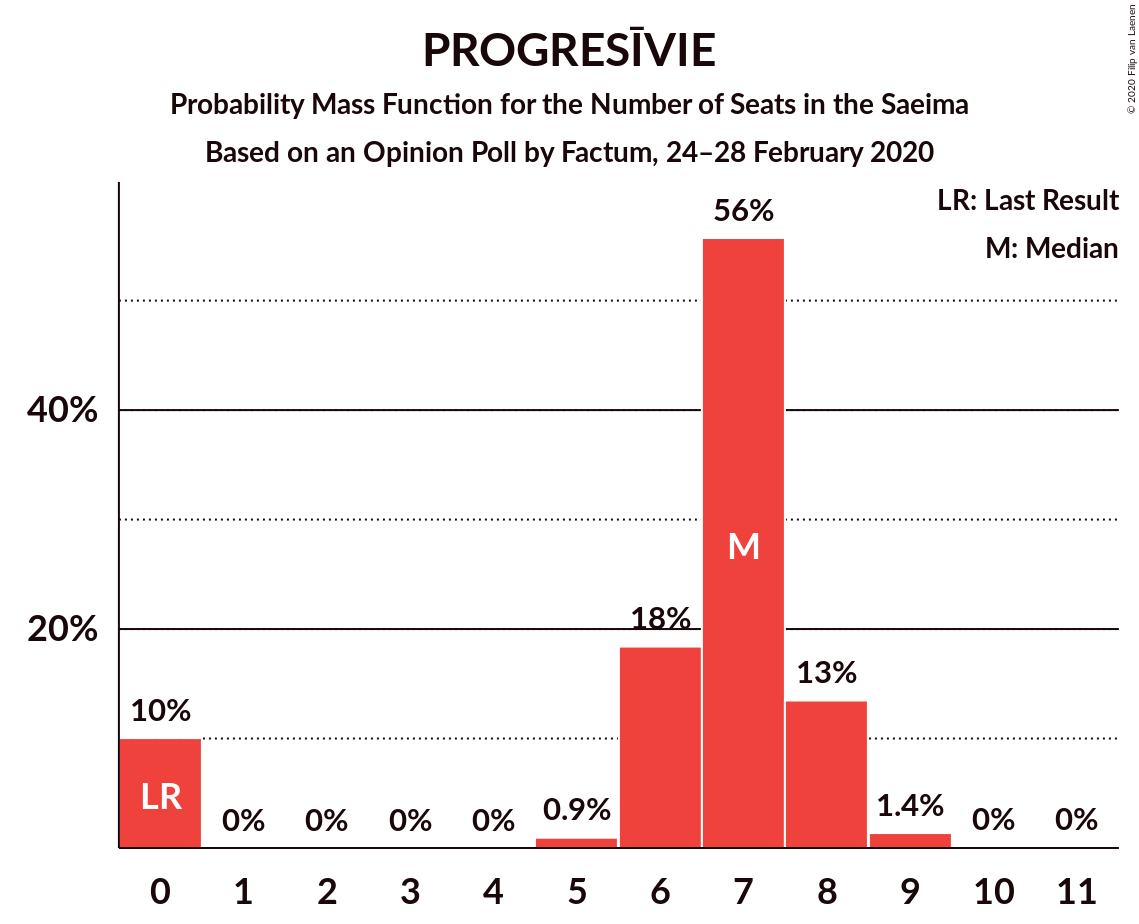 PROGRESĪVIE
Probability Mass Function for the Number of Seats in the Saeima
Based on an Opinion Poll by Factum, 24–28 February 2020
© 2020 Filip van Laenen
LR: Last Result
M: Median
56%
40%
M
20%
18%
13%
10%
LR
0% 0% 0% 0% 0.9% 1.4% 0% 0%
0 1 2 3 4 5 6 7 8 9 10 11